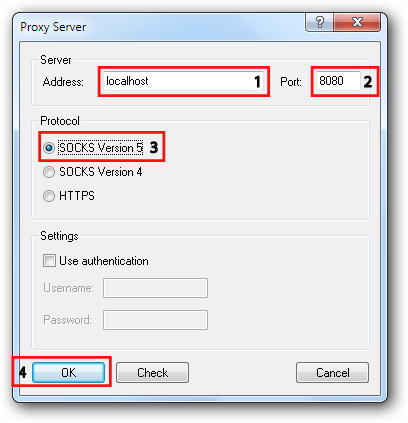 Proxy Server
Server
Address: localhost 1 Port: 8080 2
Protocol
SOCKS Version 5 3
SOCKS Version 4
HTTPS
Settings
Use authentication
Username:
Password:
4 OK Check Cancel